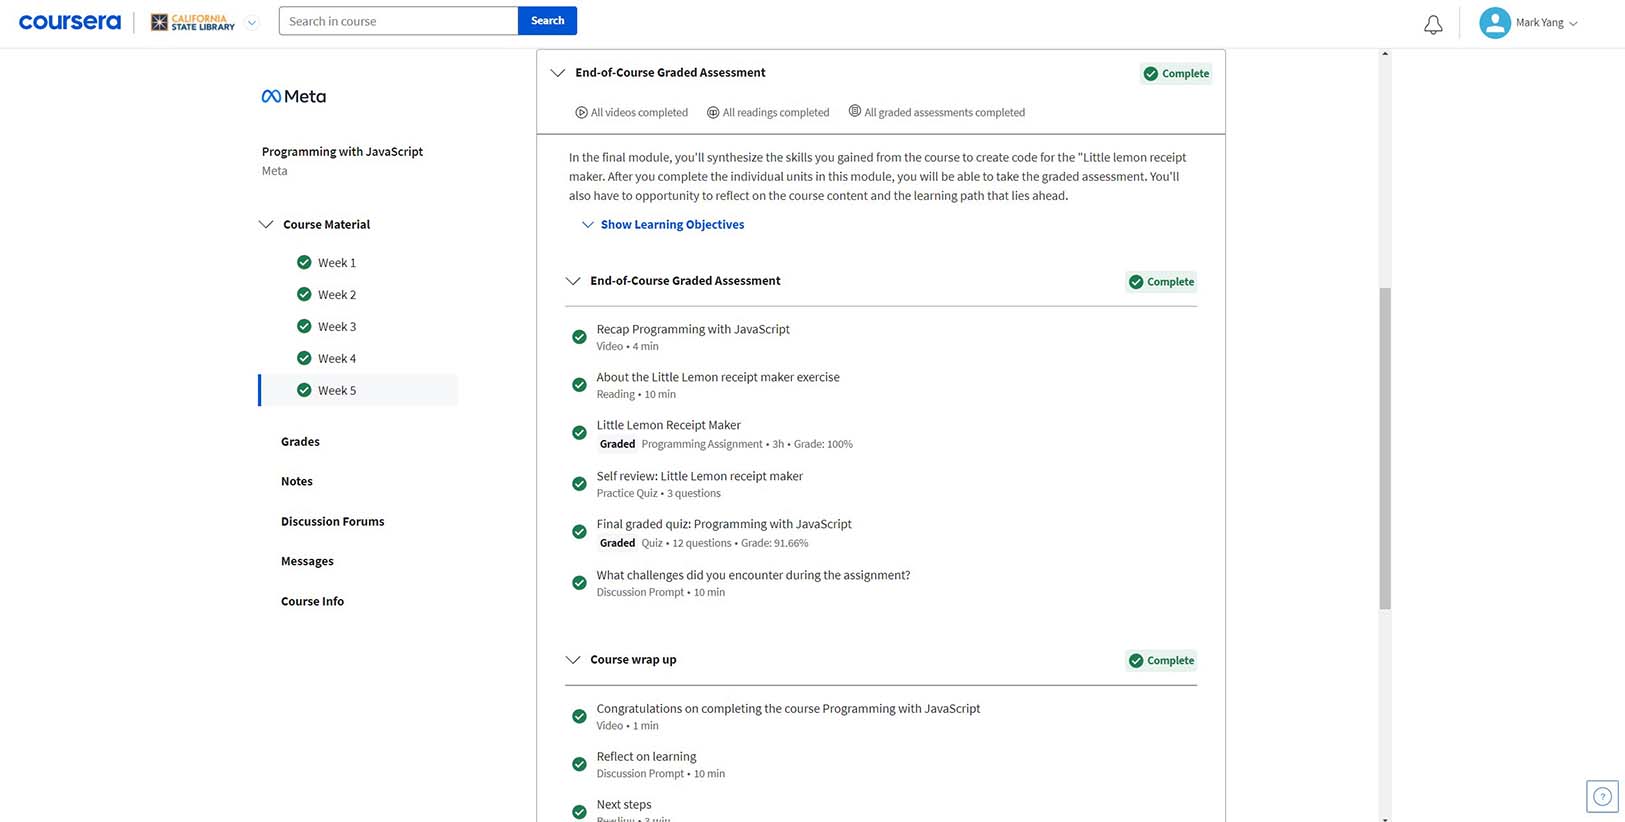 coursera
CALIFORNIA
STATE LIBRARY
Search in course
Search
Mark Yang
Meta
Programming with JavaScript
Meta
Course Material
Week 1
Week 2
Week 3
Week 4
Week 5
Grades
Notes
Discussion Forums
Messages
Course Info
End-of-Course Graded Assessment
Complete
All videos completed
All readings completed
All graded assessments completed
In the final module, you'll synthesize the skills you gained from the course to create code for the "Little lemon receipt
maker. After you complete the individual units in this module, you will be able to take the graded assessment. You'll
also have to opportunity to reflect on the course content and the learning path that lies ahead.
Show Learning Objectives
End-of-Course Graded Assessment
Complete
Recap Programming with JavaScript
Video • 4 min
About the Little Lemon receipt maker exercise
Reading • 10 min
Little Lemon Receipt Maker
Graded Programming Assignment • 3h • Grade: 100%
Self review: Little Lemon receipt maker
Practice Quiz • 3 questions
Final graded quiz: Programming with JavaScript
Graded Quiz • 12 questions • Grade: 91.66%
What challenges did you encounter during the assignment?
Discussion Prompt • 10 min
Course wrap up
Complete
Congratulations on completing the course Programming with JavaScript
Video • 1 min
Reflect on learning
Discussion Prompt • 10 min
Next steps
Reading • 3 min
?